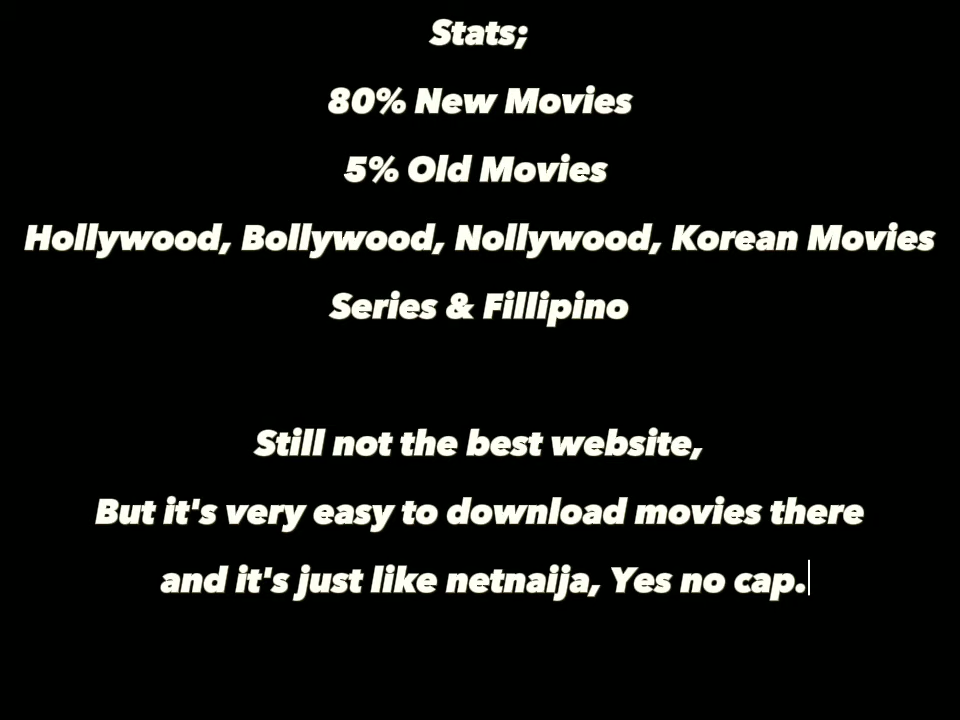 Stats;
80% New Movies
5% Old Movies
Hollywood, Bollywood, Nollywood, Korean Movies
Series & Fillipino
Still not the best website,
But it's very easy to download movies there
and it's just like netnaija, Yes no cap.